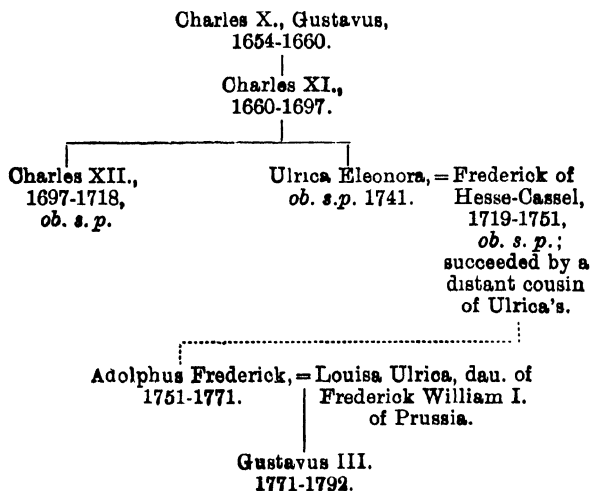 Charles X., Gustavus,
1654-1660.
Charles XI.,
1660-1697.
Charles XII.,
1697-1718,
ob. s. p.
Ulrica Eleonora, =
ob. s.p. 1741.
Frederick of
Hesse-Cassel,
1719-1751,
ob. s. p.;
succeeded by a
distant cousin
of Ulrica's.
Adolphus Frederick, =
1751-1771.
Louisa Ulrica, dau. of
Frederick William I.
of Prussia.
Gustavus III.
1771-1792.